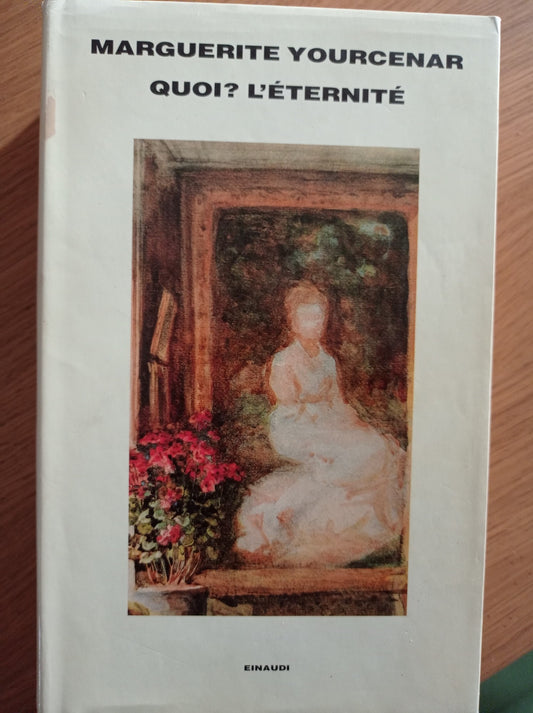 MARGUERITE YOURCENAR
QUOI? L'ÉTERNITÉ
EINAUDI